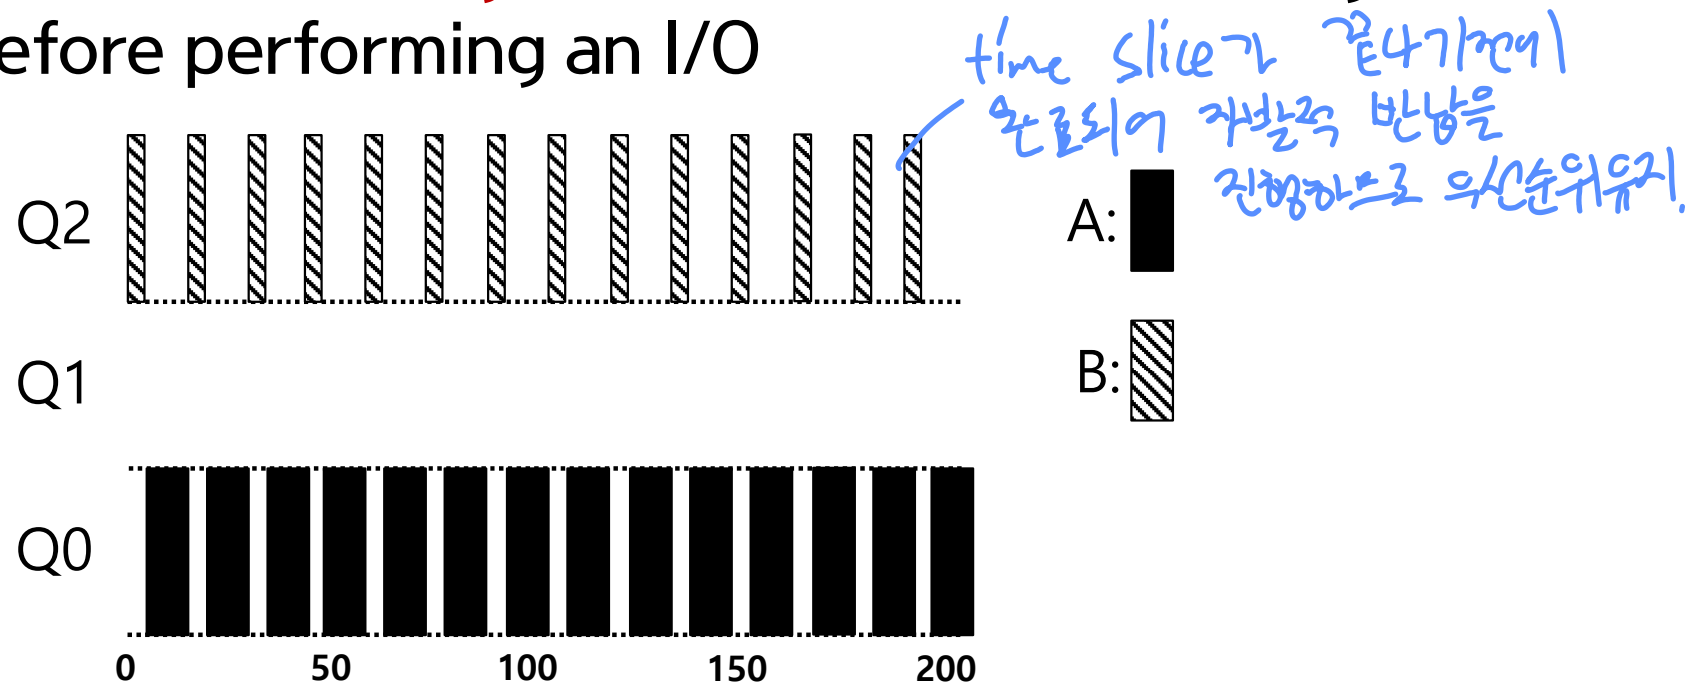 efore performing an I/O
time slice가 끝나기전에
완료되어 자발적 반납을
진행하므로 우선순위유지.
Q2
A:
Q1
B:
Q0
0 50 100 150 200